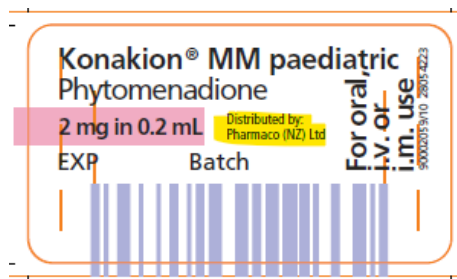 Konakion® MM paediatric
Phytomenadione
2 mg in 0.2 mL
Distributed by:
Pharmaco (NZ) Ltd
EXP Batch
For oral,
i.v. or
i.m. use
90002059/10 28054223